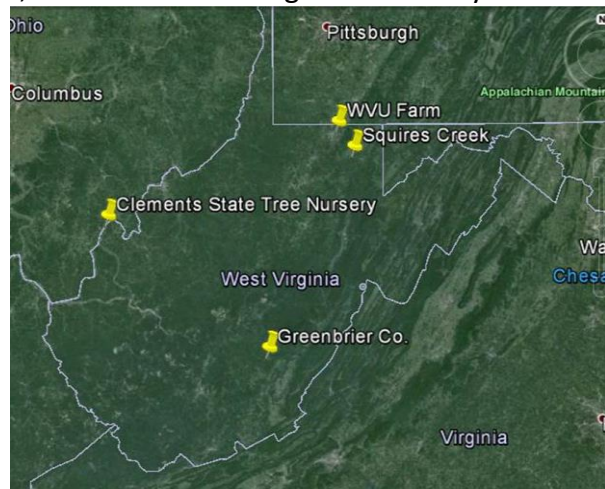 Ohio
Pittsburgh
Columbus
Appalachian Mountain
WVU Farm
Squires Creek
Clements State Tree Nursery
Wa
West Virginia
Chesa
Greenbrier Co.
Virginia